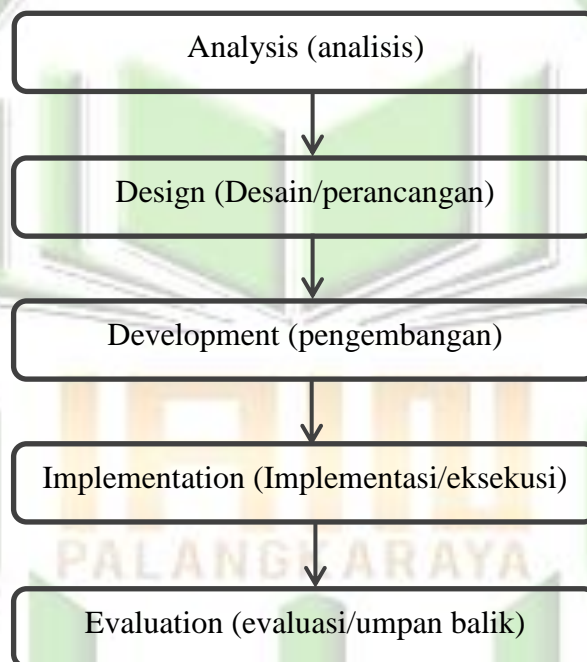 Analysis (analisis)
Design (Desain/perancangan)
Development (pengembangan)
Implementation (Implementasi/eksekusi)
PALANGKARAYA
Evaluation (evaluasi/umpan balik)